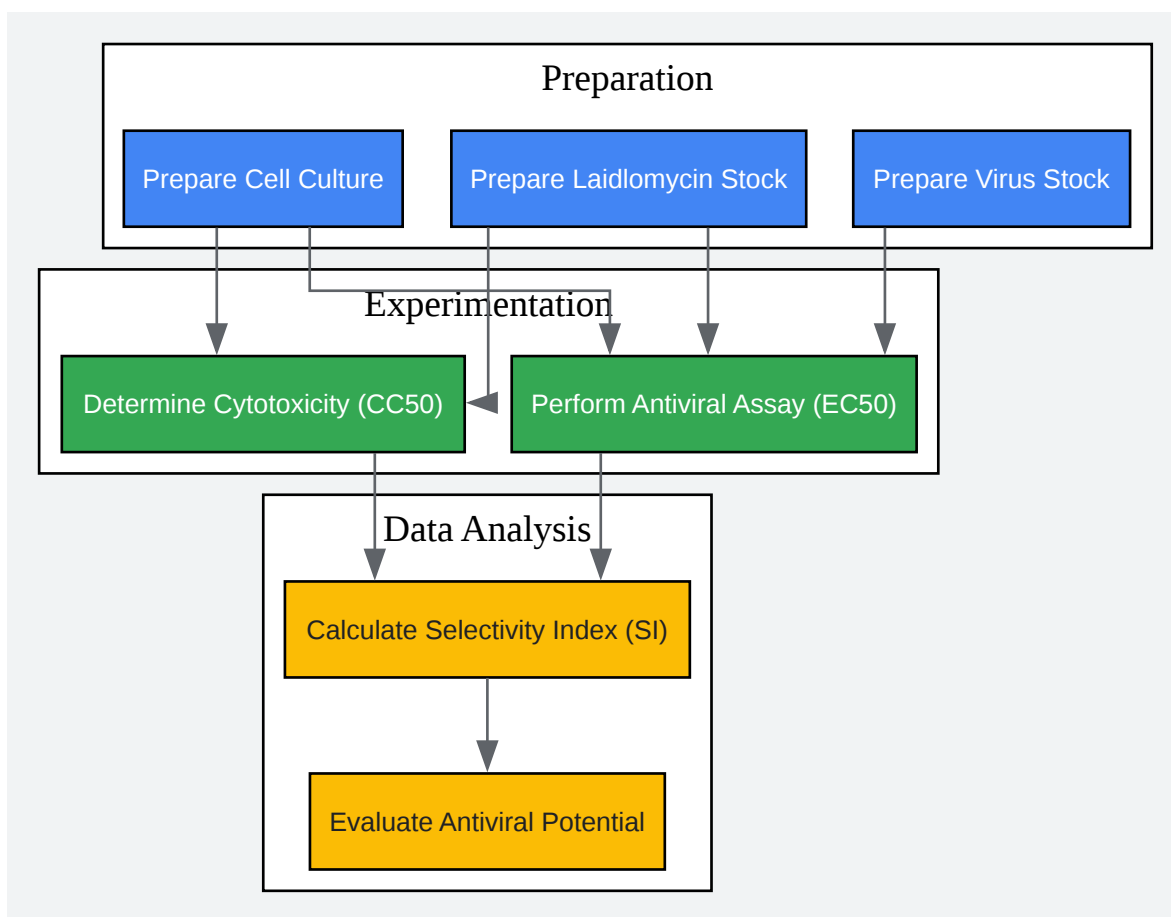 Preparation
Prepare Cell Culture
Prepare Laidlomycin Stock
Prepare Virus Stock
Experimentation
Determine Cytotoxicity (CC50)
Perform Antiviral Assay (EC50)
Data Analysis
Calculate Selectivity Index (SI)
Evaluate Antiviral Potential